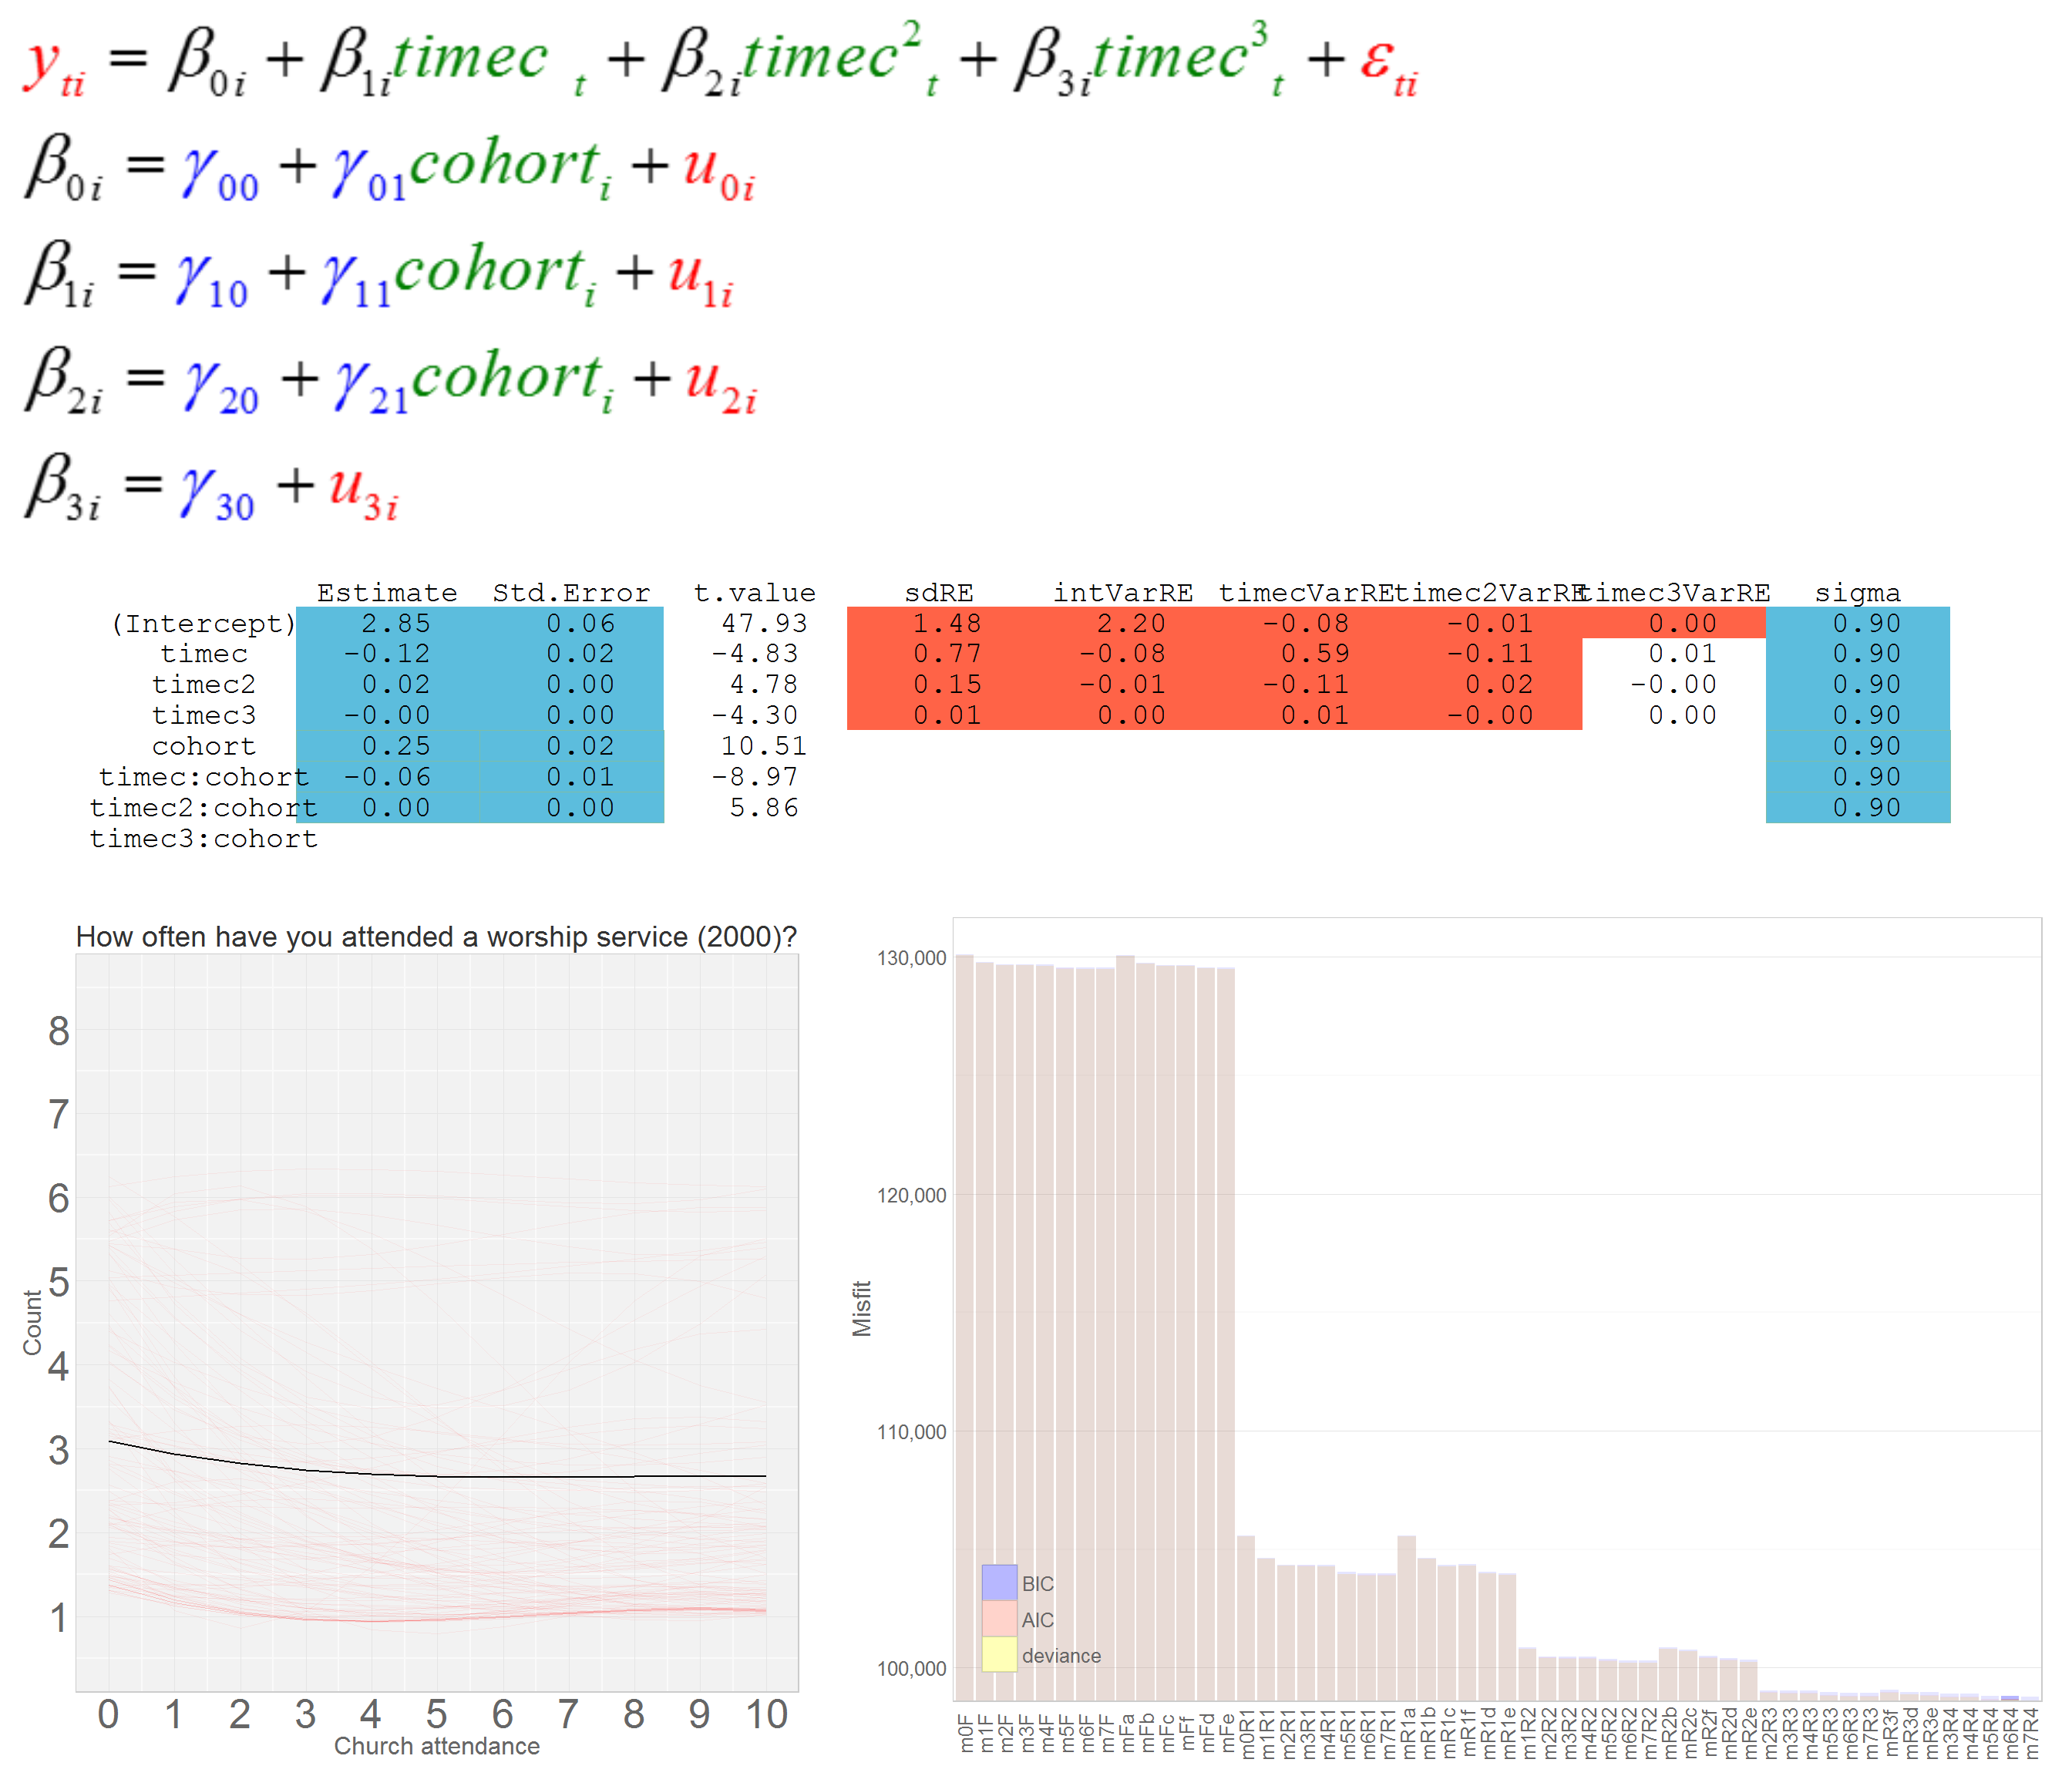 y_ti = β_0i + β_1i timec_t + β_2i timec²_t + β_3i timec³_t + ε_ti
β_0i = γ_00 + γ_01 cohort_i + u_0i
β_1i = γ_10 + γ_11 cohort_i + u_1i
β_2i = γ_20 + γ_21 cohort_i + u_2i
β_3i = γ_30 + u_3i
Estimate Std.Error t.value sdRE intVarRE timecVarRE timec2VarRE timec3VarRE sigma
(Intercept) 2.85 0.06 47.93 1.48 2.20 -0.08 -0.01 0.00 0.90
timec -0.12 0.02 -4.83 0.77 -0.08 0.59 -0.11 0.01 0.90
timec2 0.02 0.00 4.78 0.15 -0.01 -0.11 0.02 -0.00 0.90
timec3 -0.00 0.00 -4.30 0.01 0.00 0.01 -0.00 0.00 0.90
cohort 0.25 0.02 10.51 0.90
timec:cohort -0.06 0.01 -8.97 0.90
timec2:cohort 0.00 0.00 5.86 0.90
timec3:cohort
How often have you attended a worship service (2000)?
8
7
6
5
4
3
2
1
Count
0 1 2 3 4 5 6 7 8 9 10
Church attendance
130,000
120,000
110,000
100,000
Misfit
BIC
AIC
deviance
m0F m1F m2F m3F m4F m5F m6F m7F mFa mFb mFc mFf mFd mFe m0R1 m1R1 m2R1 m3R1 m4R1 m5R1 m6R1 m7R1 mR1a mR1b mR1c mR1f mR1d mR1e m1R2 m2R2 m3R2 m4R2 m5R2 m6R2 m7R2 mR2b mR2c mR2f mR2d mR2e m2R3 m3R3 m4R3 m5R3 m6R3 m7R3 mR3f mR3d mR3e m3R4 m4R4 m5R4 m6R4 m7R4